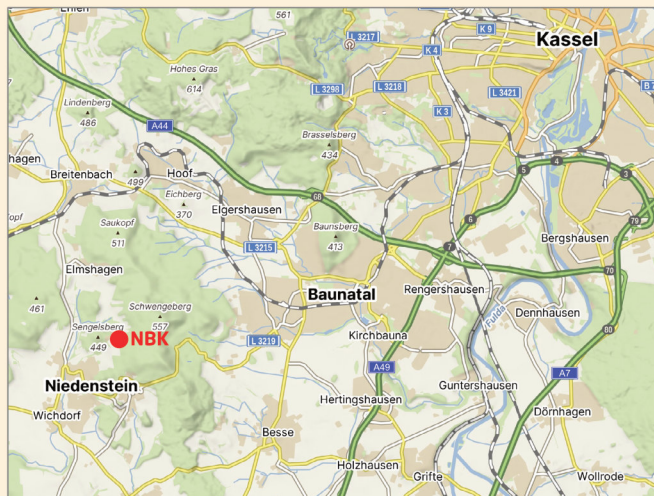 Ehlen
561
L 3217
K 9
K 4
Kassel
Hohes Gras
614
L 3298
L 3218
L 3421
B 7
Lindenberg
486
K 3
A44
Brasselsberg
434
hagen
Breitenbach
499
Hoof
Eichberg
370
Elgershausen
68
5
4
3
Kopf
Saukopf
511
L 3215
Baunsberg
413
6
7
79
Bergshausen
Elmshagen
70
461
Schwengeberg
557
Baunatal
Rengershausen
Fulda
Dennhausen
Sengelsberg
449
NBK
L 3219
Kirchbauna
80
Niedenstein
A49
A7
Guntershausen
Wichdorf
Hertingshausen
Dörnhagen
Besse
Holzhausen
Grifte
Wollrode